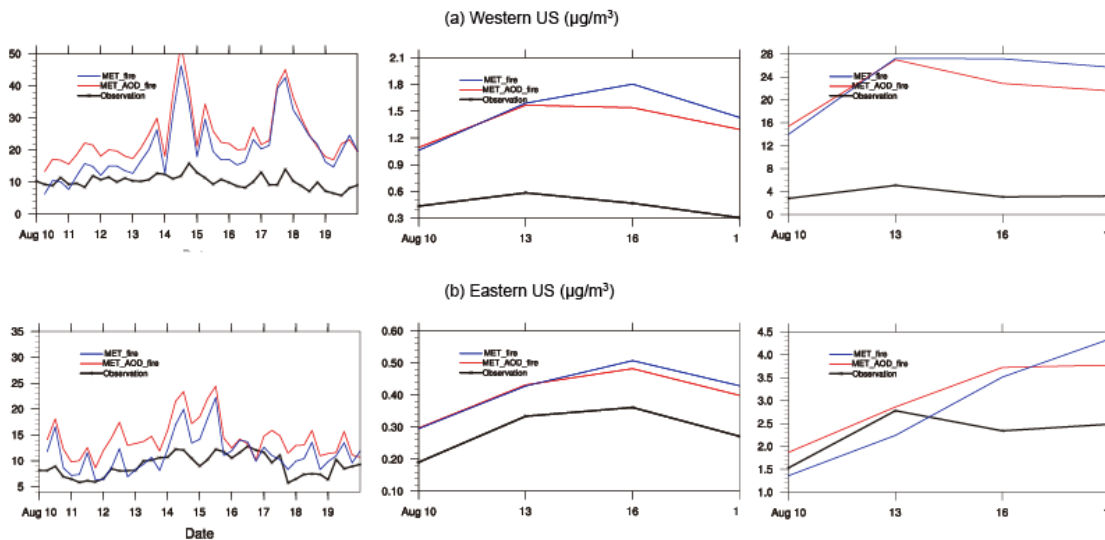 (a) Western US (µg/m³)
50
40
30
20
10
0
MET_fire
MET_AOD_fire
Observation
Aug 10 11 12 13 14 15 16 17 18 19
2.1
1.8
1.5
1.2
0.9
0.6
0.3
MET_fire
MET_AOD_fire
Observation
Aug 10 13 16 1
28
24
20
16
12
8
4
0
MET_fire
MET_AOD_fire
Observation
Aug 10 13 16
(b) Eastern US (µg/m³)
35
30
25
20
15
10
5
MET_fire
MET_AOD_fire
Observation
Aug 10 11 12 13 14 15 16 17 18 19
Date
0.60
0.50
0.40
0.30
0.20
0.10
MET_fire
MET_AOD_fire
Observation
Aug 10 13 16 1
4.5
4.0
3.5
3.0
2.5
2.0
1.5
1.0
MET_fire
MET_AOD_fire
Observation
Aug 10 13 16